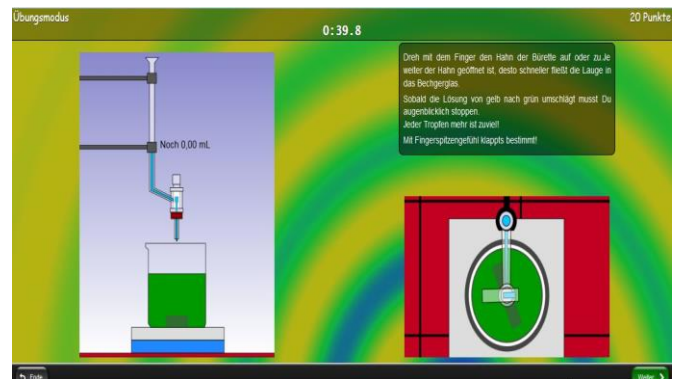 Übungsmodus
20 Punkte
0:39.8
Dreh mit dem Finger den Hahn der Bürette auf oder zu.Je
weiter der Hahn geöffnet ist, desto schneller fließt die Lauge in
das Bechgerglas.
Sobald die Lösung von gelb nach grün umschlägt musst Du
augenblicklich stoppen.
Jeder Tropfen mehr ist zuviel!
Mit Fingerspitzengefühl klappts bestimmt!
Noch 0,00 mL
Ende
Weiter